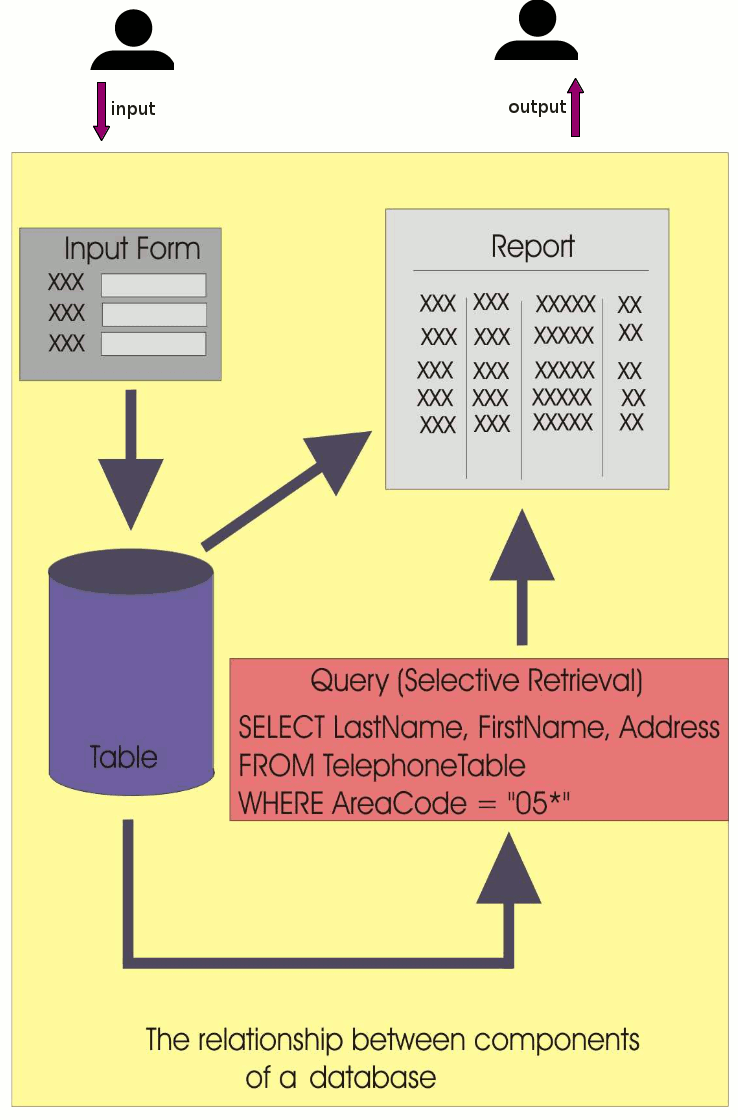 input
output
Input Form
XXX
XXX
XXX
Report
XXX XXX XXXXX XX
XXX XXX XXXXX XX
XXX XXX XXXXX XX
XXX XXX XXXXX XX
XXX XXX XXXXX XX
Table
Query (Selective Retrieval)
SELECT LastName, FirstName, Address
FROM TelephoneTable
WHERE AreaCode = "05*"
The relationship between components
of a database